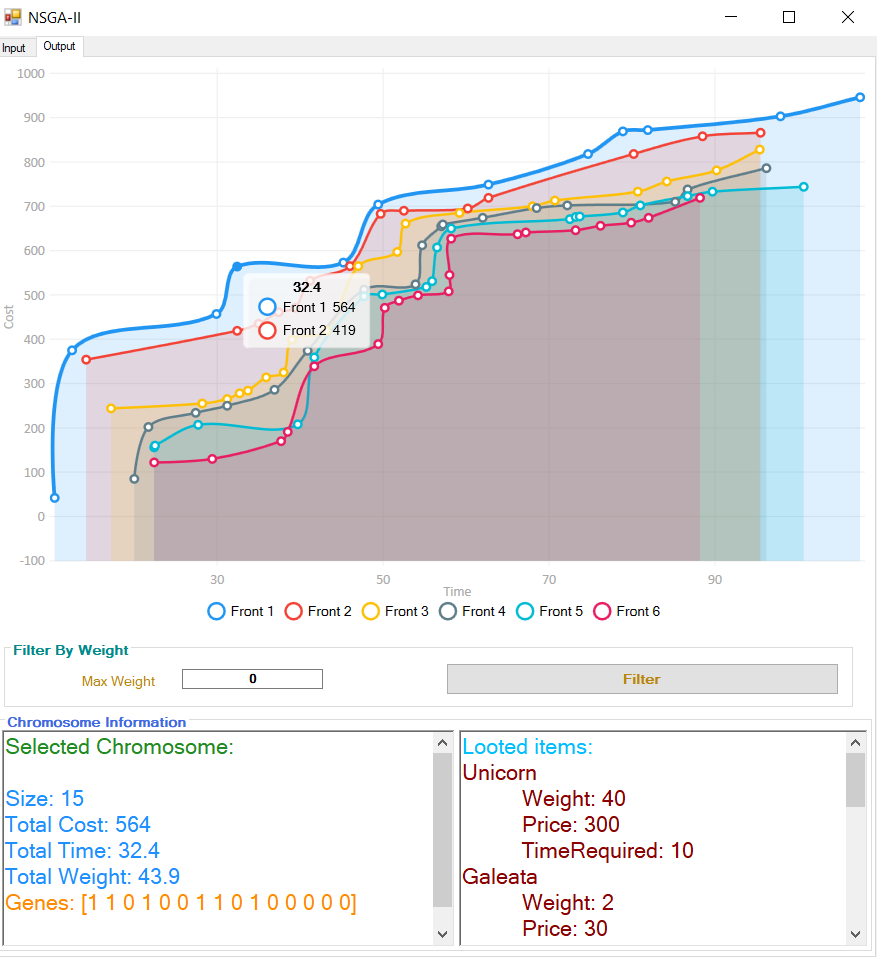 NSGA-II
Input Output
1000
900
800
700
600
500
400
300
200
100
0
-100
Cost
32.4
Front 1 564
Front 2 419
30 50 70 90
Time
Front 1 Front 2 Front 3 Front 4 Front 5 Front 6
Filter By Weight
Max Weight 0 Filter
Chromosome Information
Selected Chromosome:
Size: 15
Total Cost: 564
Total Time: 32.4
Total Weight: 43.9
Genes: [1 1 0 1 0 0 1 1 0 1 0 0 0 0 0]
Looted items:
Unicorn
Weight: 40
Price: 300
TimeRequired: 10
Galeata
Weight: 2
Price: 30